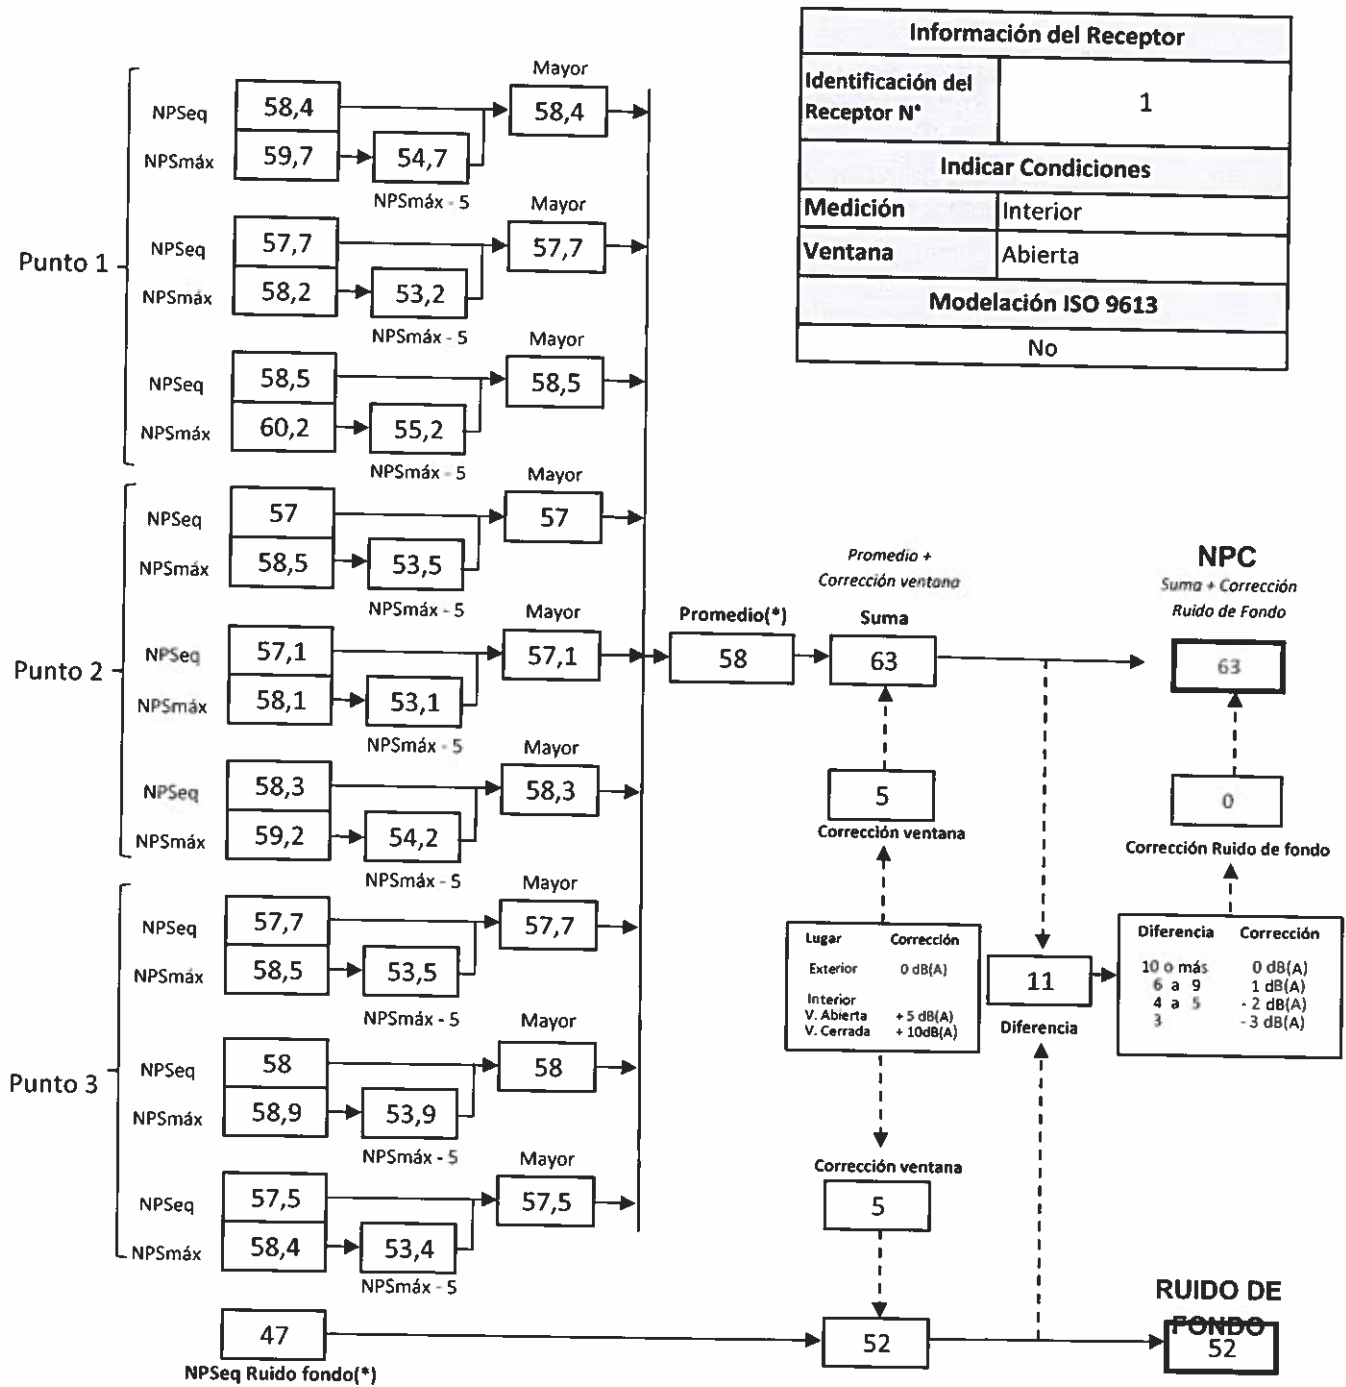 Información del Receptor
Identificación del Receptor N° 1
Indicar Condiciones
Medición Interior
Ventana Abierta
Modelación ISO 9613
No
Punto 1
Mayor
NPSeq 58,4 58,4
NPSmáx 59,7 54,7
NPSmáx - 5
Mayor
NPSeq 57,7 57,7
NPSmáx 58,2 53,2
NPSmáx - 5
Mayor
NPSeq 58,5 58,5
NPSmáx 60,2 55,2
NPSmáx - 5
Punto 2
Mayor
NPSeq 57 57
NPSmáx 58,5 53,5
NPSmáx - 5
Mayor
NPSeq 57,1 57,1
NPSmáx 58,1 53,1
NPSmáx - 5
Mayor
NPSeq 58,3 58,3
NPSmáx 59,2 54,2
NPSmáx - 5
Punto 3
Mayor
NPSeq 57,7 57,7
NPSmáx 58,5 53,5
NPSmáx - 5
Mayor
NPSeq 58 58
NPSmáx 58,9 53,9
NPSmáx - 5
Mayor
NPSeq 57,5 57,5
NPSmáx 58,4 53,4
NPSmáx - 5
47
NPSeq Ruido fondo(*)
Promedio(*)
58
Promedio +
Corrección ventana
Suma
63
5
Corrección ventana
Lugar Corrección
Exterior 0 dB(A)
Interior
V. Abierta + 5 dB(A)
V. Cerrada + 10dB(A)
Corrección ventana
5
52
11
Diferencia
NPC
Suma + Corrección
Ruido de Fondo
63
0
Corrección Ruido de fondo
Diferencia Corrección
10 o más 0 dB(A)
6 a 9 1 dB(A)
4 a 5 - 2 dB(A)
3 - 3 dB(A)
RUIDO DE
FONDO
52